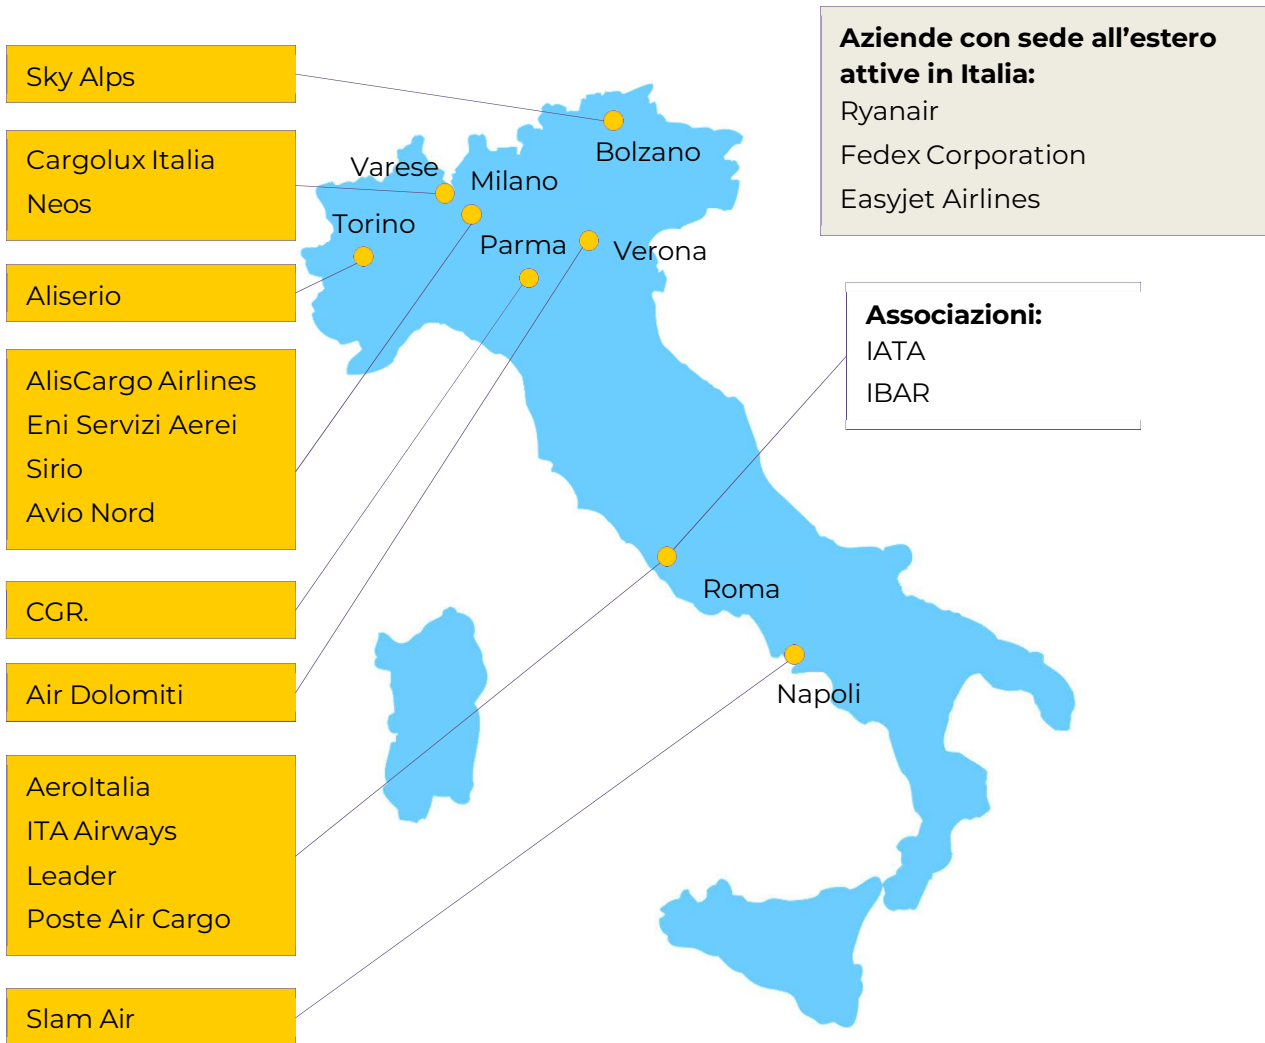 Sky Alps
Cargolux Italia
Neos
Aliserio
AlisCargo Airlines
Eni Servizi Aerei
Sirio
Avio Nord
CGR.
Air Dolomiti
AeroItalia
ITA Airways
Leader
Poste Air Cargo
Slam Air
Varese
Milano
Bolzano
Torino
Parma
Verona
Roma
Napoli
Aziende con sede all’estero
attive in Italia:
Ryanair
Fedex Corporation
Easyjet Airlines
Associazioni:
IATA
IBAR